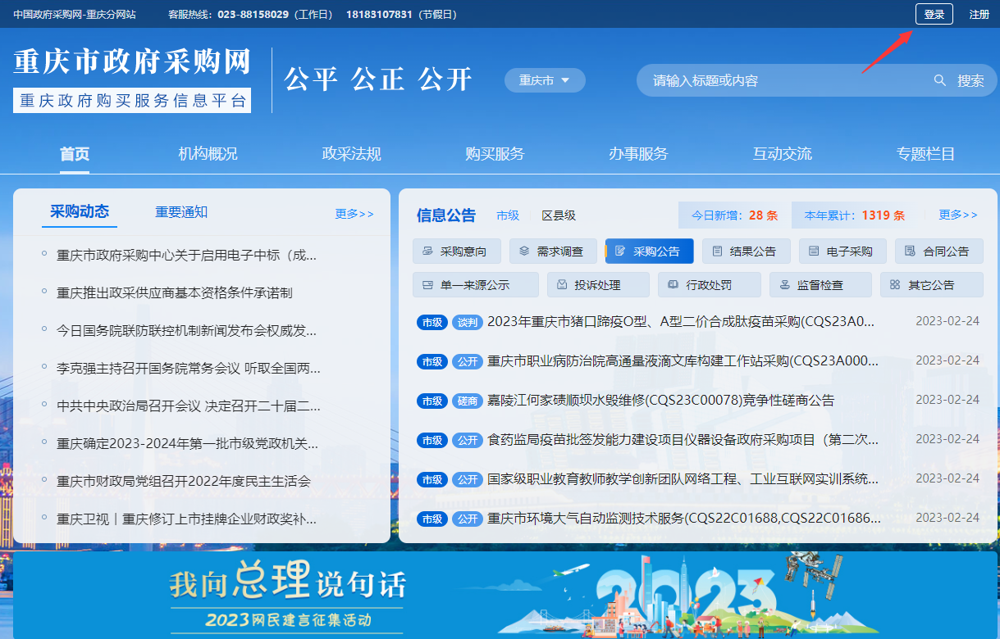 中国政府采购网-重庆分网站 客服热线：023-88158029（工作日） 18183107831（节假日） 登录 注册
重庆市政府采购网
重庆政府购买服务信息平台
公平 公正 公开
重庆市
请输入标题或内容 搜索
首页 机构概况 政采法规 购买服务 办事服务 互动交流 专题栏目
采购动态 重要通知 更多>>
重庆市政府采购中心关于启用电子中标（成...
重庆推出政采供应商基本资格条件承诺制
今日国务院联防联控机制新闻发布会权威发...
李克强主持召开国务院常务会议 听取全国两...
中共中央政治局召开会议 决定召开二十届二...
重庆确定2023-2024年第一批市级党政机关...
重庆市财政局党组召开2022年度民主生活会
重庆卫视丨重庆修订上市挂牌企业财政奖补...
信息公告 市级 区县级 今日新增：28 条 本年累计：1319 条 更多>>
采购意向 需求调查 采购公告 结果公告 电子采购 合同公告
单一来源公示 投诉处理 行政处罚 监督检查 其它公告
市级 谈判 2023年重庆市猪口蹄疫O型、A型二价合成肽疫苗采购(CQS23A0... 2023-02-24
市级 公开 重庆市职业病防治院高通量液滴文库构建工作站采购(CQS23A000... 2023-02-24
市级 磋商 嘉陵江何家碛顺坝水毁维修(CQS23C00078)竞争性磋商公告 2023-02-24
市级 公开 食药监局疫苗批签发能力建设项目仪器设备政府采购项目（第二次... 2023-02-24
市级 公开 国家级职业教育教师教学创新团队网络工程、工业互联网实训系统... 2023-02-24
市级 公开 重庆市环境大气自动监测技术服务(CQS22C01688,CQS22C01686... 2023-02-24
我向总理说句话
2023网民建言征集活动
2023